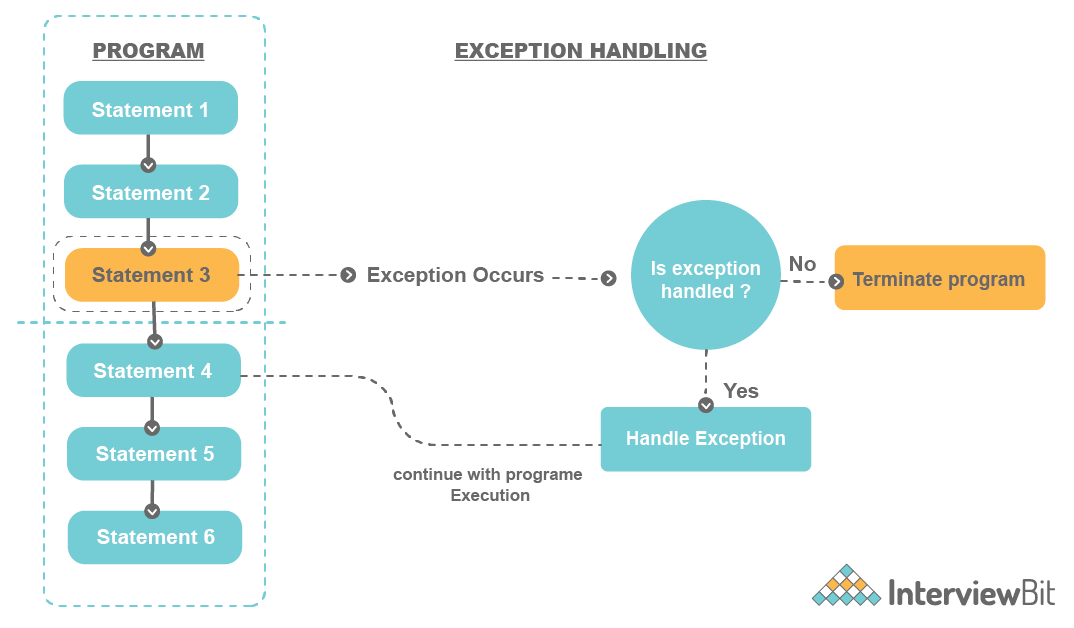 PROGRAM
EXCEPTION HANDLING
Statement 1
Statement 2
Statement 3
Exception Occurs
Is exception
handled ?
No
Terminate program
Statement 4
Yes
Handle Exception
Statement 5
continue with programe
Execution
Statement 6
InterviewBit